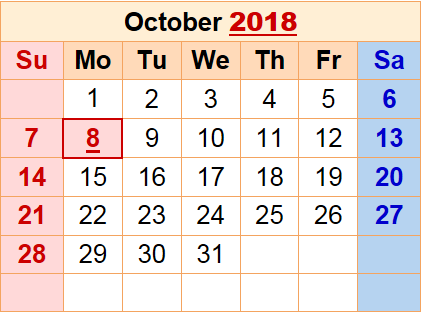 October 2018
Su Mo Tu We Th Fr Sa
1 2 3 4 5 6
7 8 9 10 11 12 13
14 15 16 17 18 19 20
21 22 23 24 25 26 27
28 29 30 31